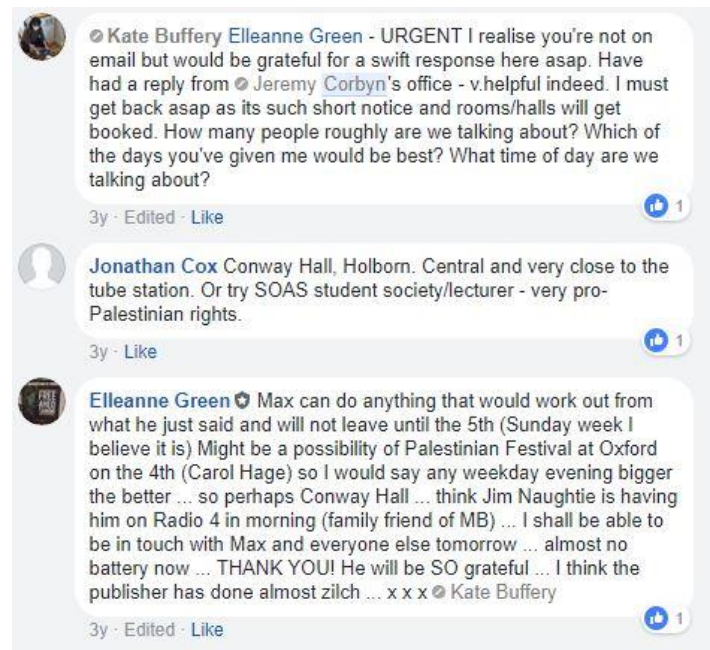 Kate Buffery Elleanne Green - URGENT I realise you're not on
email but would be grateful for a swift response here asap. Have
had a reply from Jeremy Corbyn's office - v.helpful indeed. I must
get back asap as its such short notice and rooms/halls will get
booked. How many people roughly are we talking about? Which of
the days you've given me would be best? What time of day are we
talking about?
1
3y · Edited · Like
Jonathan Cox Conway Hall, Holborn. Central and very close to the
tube station. Or try SOAS student society/lecturer - very pro-
Palestinian rights.
1
3y · Like
Elleanne Green Max can do anything that would work out from
what he just said and will not leave until the 5th (Sunday week I
believe it is) Might be a possibility of Palestinian Festival at Oxford
on the 4th (Carol Hage) so I would say any weekday evening bigger
the better ... so perhaps Conway Hall ... think Jim Naughtie is having
him on Radio 4 in morning (family friend of MB) ... I shall be able to
be in touch with Max and everyone else tomorrow ... almost no
battery now ... THANK YOU! He will be SO grateful ... I think the
publisher has done almost zilch ... x x x Kate Buffery
1
3y · Edited · Like